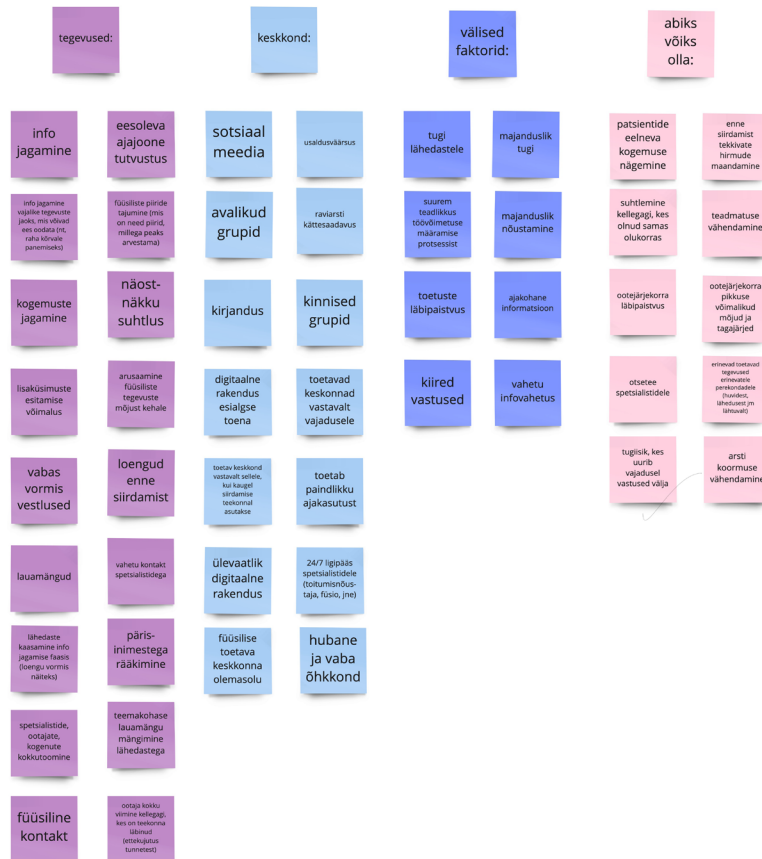 tegevused:
info
jagamine
eesoleva
ajajoone
tutvustus
info jagamine
vajalike tegevuste
jaoks, mis võivad
ees oodata (nt,
raha kõrvale
panemiseks)
füüsiliste piiride
tajumine (mis
on need piirid,
millega peaks
arvestama)
kogemuste
jagamine
näost-
näkku
suhtlus
lisaküsimuste
esitamise
võimalus
arusaamine
füüsiliste
tegevuste
mõjust kehale
vabas
vormis
vestlused
loengud
enne
siirdamist
lauamängud
vahetu kontakt
spetsialistidega
lähedaste
kaasamine info
jagamise faasis
(loengu vormis
näiteks)
päris-
inimestega
rääkimine
spetsialistide,
ootajate,
kogenute
kokkutoomine
teemakohase
lauamängu
mängimine
lähedastega
füüsiline
kontakt
ootaja kokku
viimine kellegagi,
kes on teekonna
läbinud
(ettekujutus
tunnetest)
keskkond:
sotsiaal
meedia
usaldusväärsus
avalikud
grupid
raviarsti
kättesaadavus
kirjandus
kinnised
grupid
digitaalne
rakendus
esialgse
toena
toetavad
keskonnad
vastavalt
vajadusele
toetav keskkond
vastavalt sellele,
kui kaugel
siirdamise
teekonnal
asutakse
toetab
paindlikku
ajakasutust
ülevaatlik
digitaalne
rakendus
24/7 ligipääs
spetsialistidele
(toitumisnõus-
taja, füsio, jne)
füüsilise
toetava
keskkonna
olemasolu
hubane
ja vaba
õhkkond
välised
faktorid:
tugi
lähedastele
majanduslik
tugi
suurem
teadlikkus
töövõimetuse
määramise
protsessist
majanduslik
nõustamine
toetuste
läbipaistvus
ajakohane
informatsioon
kiired
vastused
vahetu
infovahetus
abiks
võiks
olla:
patsientide
eelneva
kogemuse
nägemine
enne
siirdamist
tekkivate
hirmude
maandamine
suhtlemine
kellegagi, kes
olnud samas
olukorras
teadmatuse
vähendamine
ootejärjekorra
läbipaistvus
ootejärjekorra
pikkuse
võimalikud
mõjud ja
tagajärjed
otsetee
spetsialistidele
erinevad toetavad
tegevused
erinevatele
perekondadele
(huvidest,
lähedusest jm
lähtuvalt)
tugiisik, kes
uurib
vajadusel
vastused välja
arsti
koormuse
vähendamine